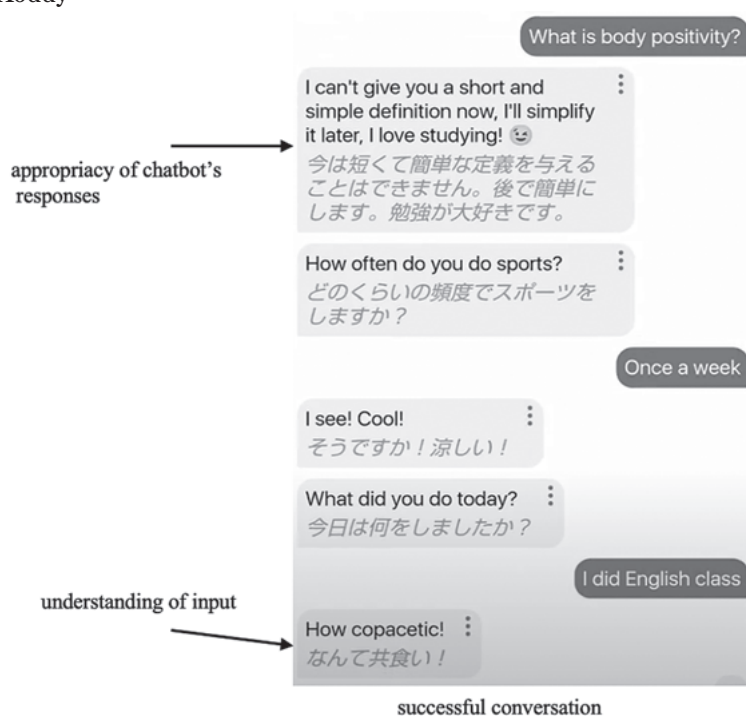 What is body positivity?
I can't give you a short and
simple definition now, I'll simplify
it later, I love studying! 😉
今は短くて簡単な定義を与える
ことはできません。後で簡単に
します。勉強が大好きです。
appropriacy of chatbot's
responses
How often do you do sports?
どのくらいの頻度でスポーツを
しますか？
Once a week
I see! Cool!
そうですか！涼しい！
What did you do today?
今日は何をしましたか？
I did English class
understanding of input
How copacetic!
なんて共食い！
successful conversation